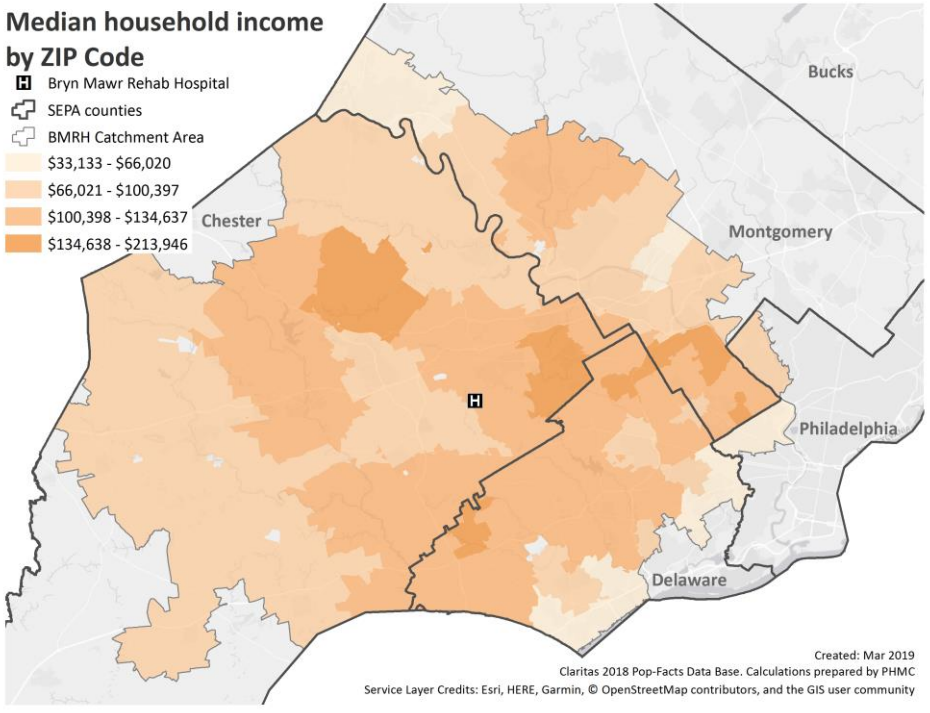 Median household income
by ZIP Code
H Bryn Mawr Rehab Hospital
SEPA counties
BMRH Catchment Area
$33,133 - $66,020
$66,021 - $100,397
$100,398 - $134,637
$134,638 - $213,946
Bucks
Chester
Montgomery
H
Philadelphia
Delaware
Created: Mar 2019
Claritas 2018 Pop-Facts Data Base. Calculations prepared by PHMC
Service Layer Credits: Esri, HERE, Garmin, © OpenStreetMap contributors, and the GIS user community